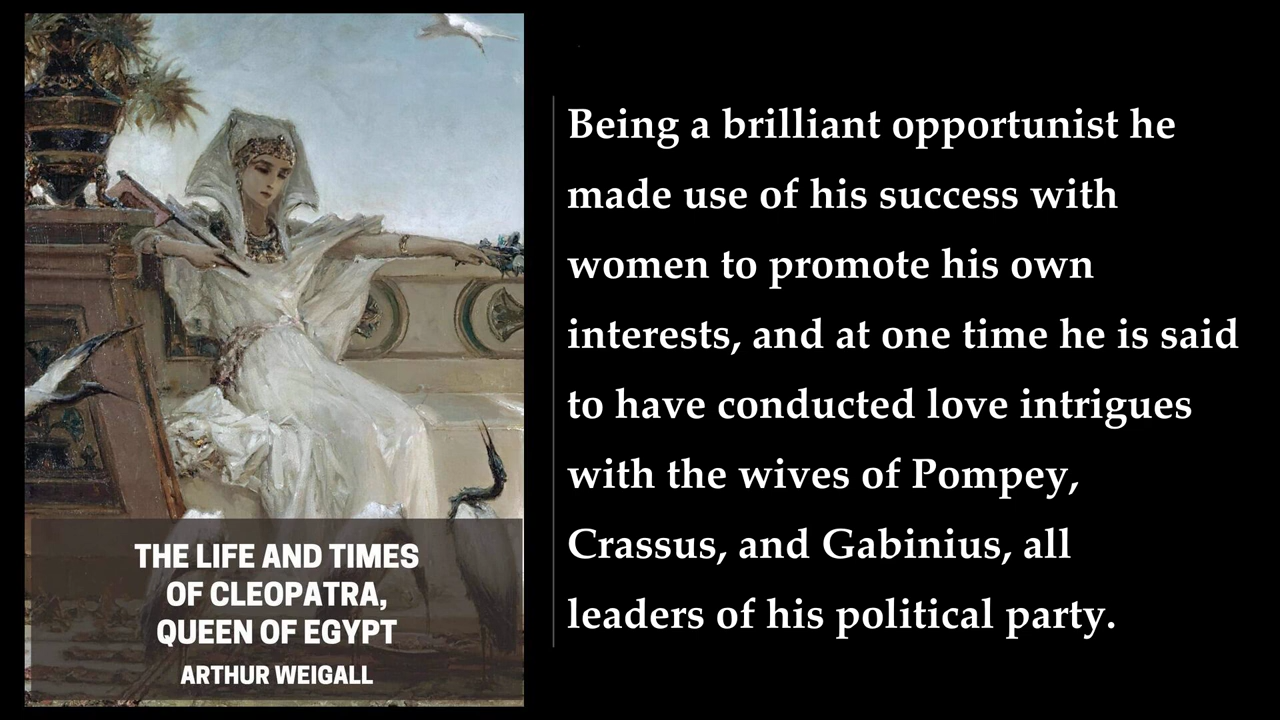 THE LIFE AND TIMES
OF CLEOPATRA,
QUEEN OF EGYPT
ARTHUR WEIGALL
Being a brilliant opportunist he
made use of his success with
women to promote his own
interests, and at one time he is said
to have conducted love intrigues
with the wives of Pompey,
Crassus, and Gabinius, all
leaders of his political party.